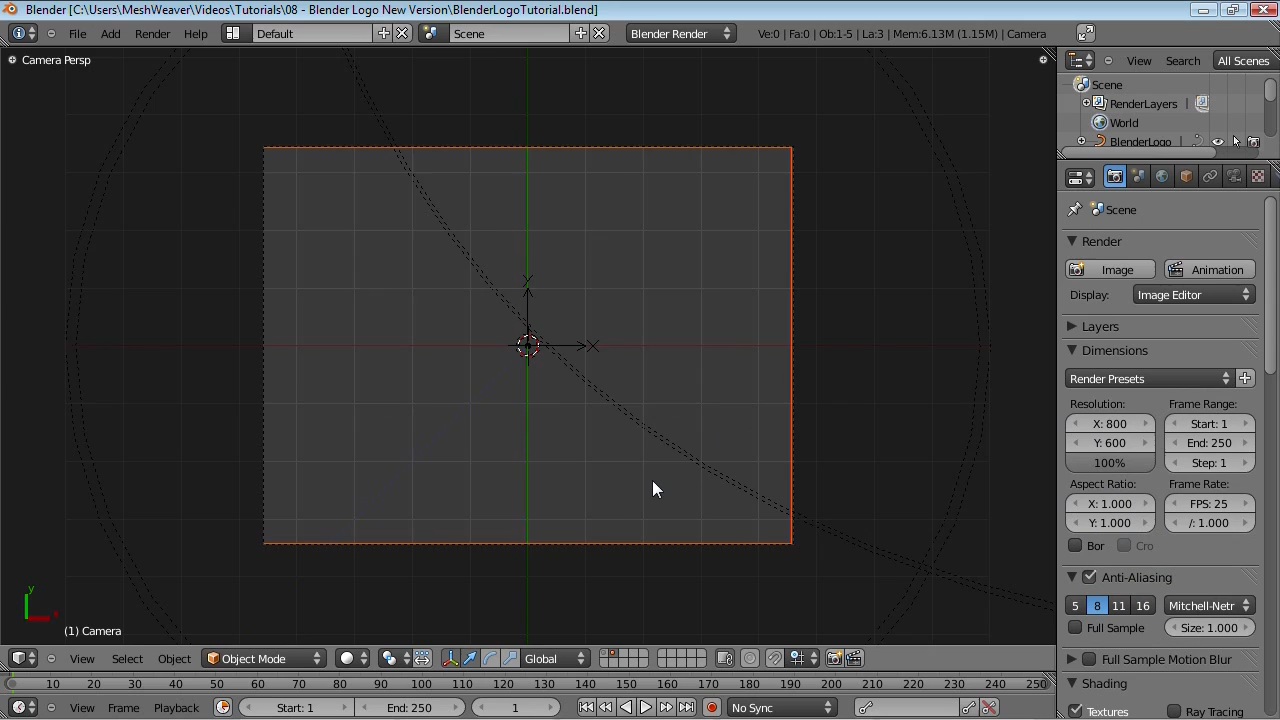 Blender [C:\Users\MeshWeaver\Videos\Tutorials\08 - Blender Logo New Version\BlenderLogoTutorial.blend]
File Add Render Help Default Scene Blender Render Ve:0 | Fa:0 | Ob:1-5 | La:3 | Mem:6.13M (1.15M) | Camera
Camera Persp
View Search All Scenes
Scene
RenderLayers
World
BlenderLogo
Scene
Render
Image Animation
Display: Image Editor
Layers
Dimensions
Render Presets
Resolution: Frame Range:
X: 800 Start: 1
Y: 600 End: 250
100% Step: 1
Aspect Ratio: Frame Rate:
X: 1.000 FPS: 25
Y: 1.000 /: 1.000
Bor Cro
Anti-Aliasing
5 8 11 16 Mitchell-Netr
Full Sample Size: 1.000
Full Sample Motion Blur
Shading
Textures Ray Tracing
Y
X
y
x
(1) Camera
View Select Object Object Mode Global
0 10 20 30 40 50 60 70 80 90 100 110 120 130 140 150 160 170 180 190 200 210 220 230 240 250
View Frame Playback Start: 1 End: 250 1 No Sync